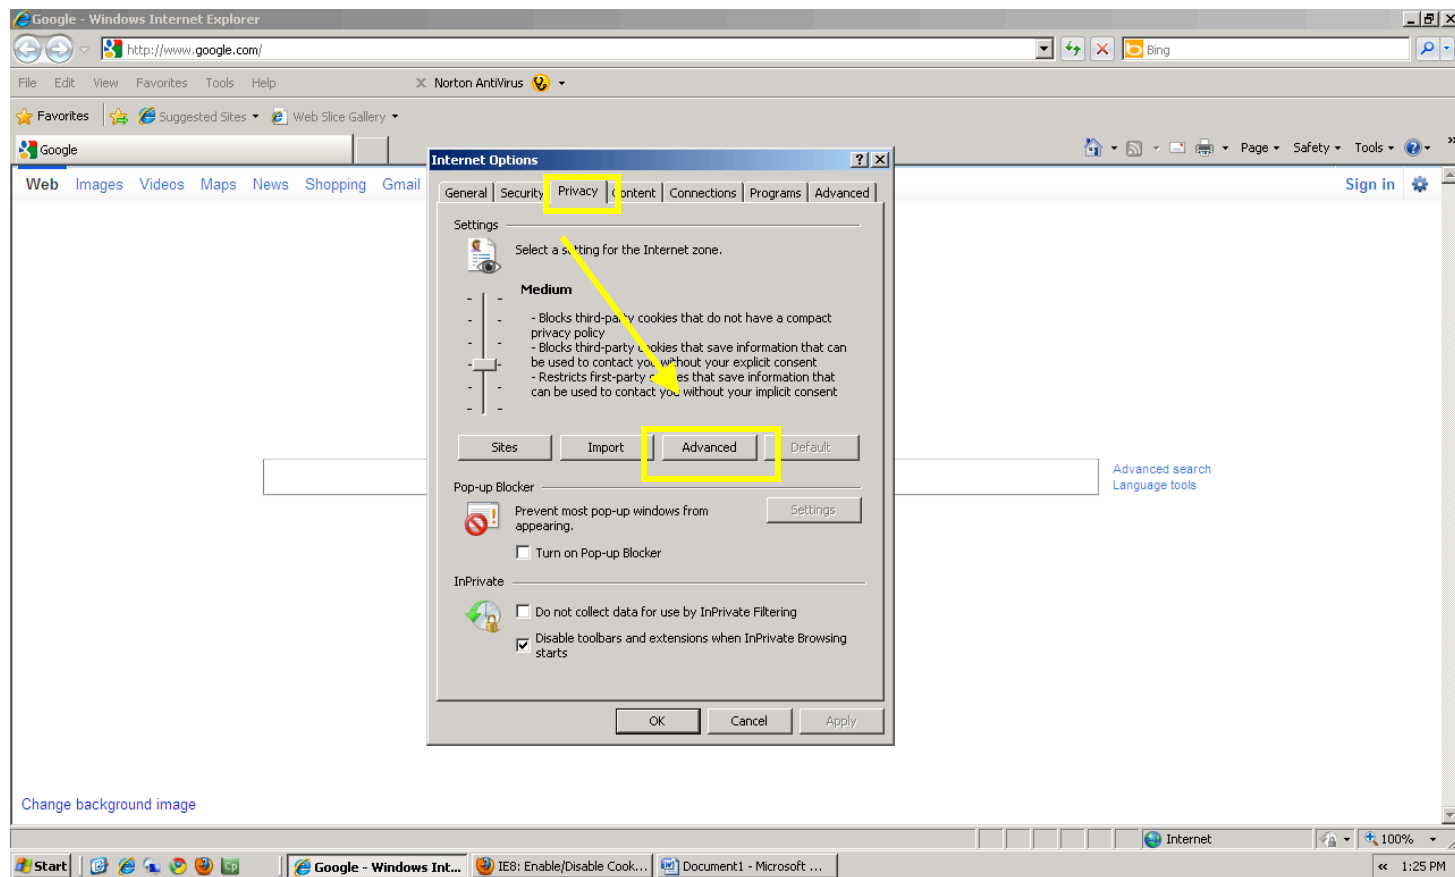 Google - Windows Internet Explorer
http://www.google.com/
Bing
File Edit View Favorites Tools Help
x Norton AntiVirus
Favorites Suggested Sites Web Slice Gallery
Google
Page Safety Tools »
Web Images Videos Maps News Shopping Gmail
Sign in
Internet Options
General Security Privacy Content Connections Programs Advanced
Settings
Select a setting for the Internet zone.
Medium
- Blocks third-party cookies that do not have a compact
privacy policy
- Blocks third-party cookies that save information that can
be used to contact you without your explicit consent
- Restricts first-party cookies that save information that
can be used to contact you without your implicit consent
Sites Import Advanced Default
Advanced search
Language tools
Pop-up Blocker
Prevent most pop-up windows from
appearing.
Settings
Turn on Pop-up Blocker
InPrivate
Do not collect data for use by InPrivate Filtering
Disable toolbars and extensions when InPrivate Browsing
starts
OK Cancel Apply
Change background image
Internet 100%
Start Cp Google - Windows Int... IE8: Enable/Disable Cook... Document1 - Microsoft ... « 1:25 PM